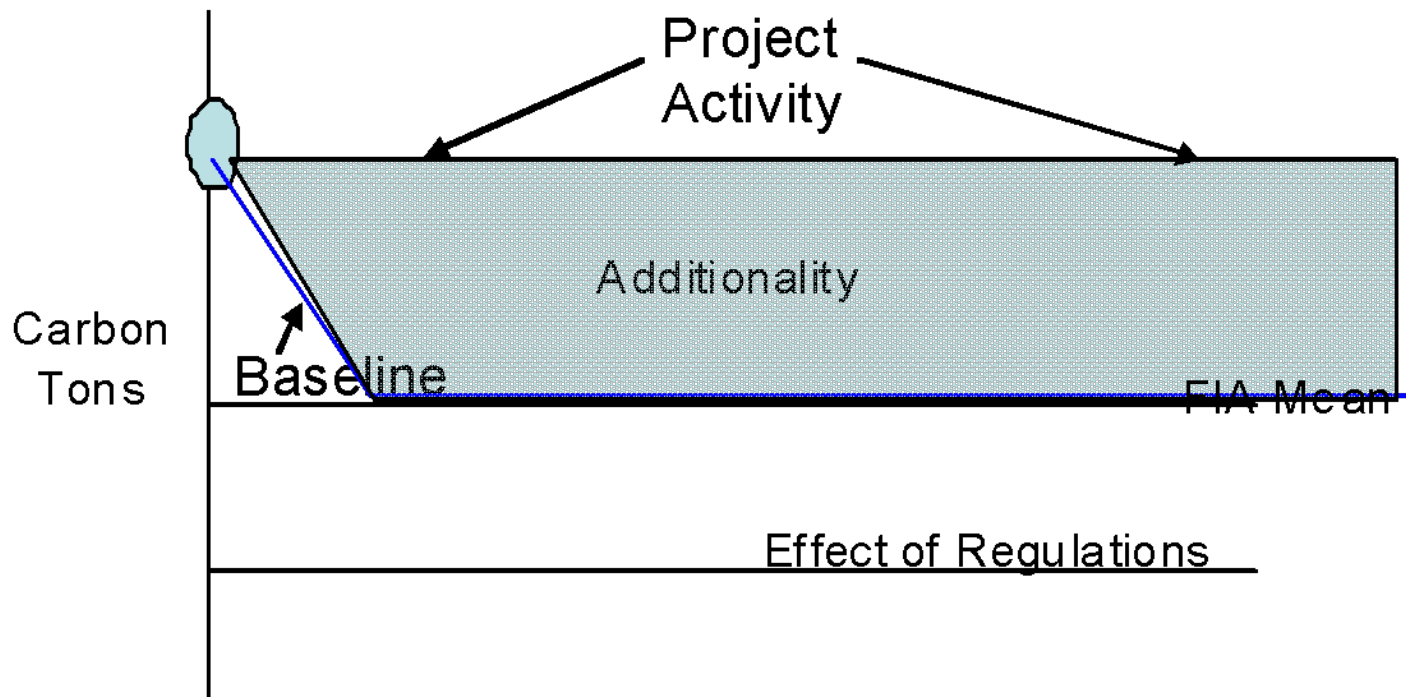 Project
Activity
Additionality
Carbon
Tons
Baseline
FIA Mean
Effect of Regulations